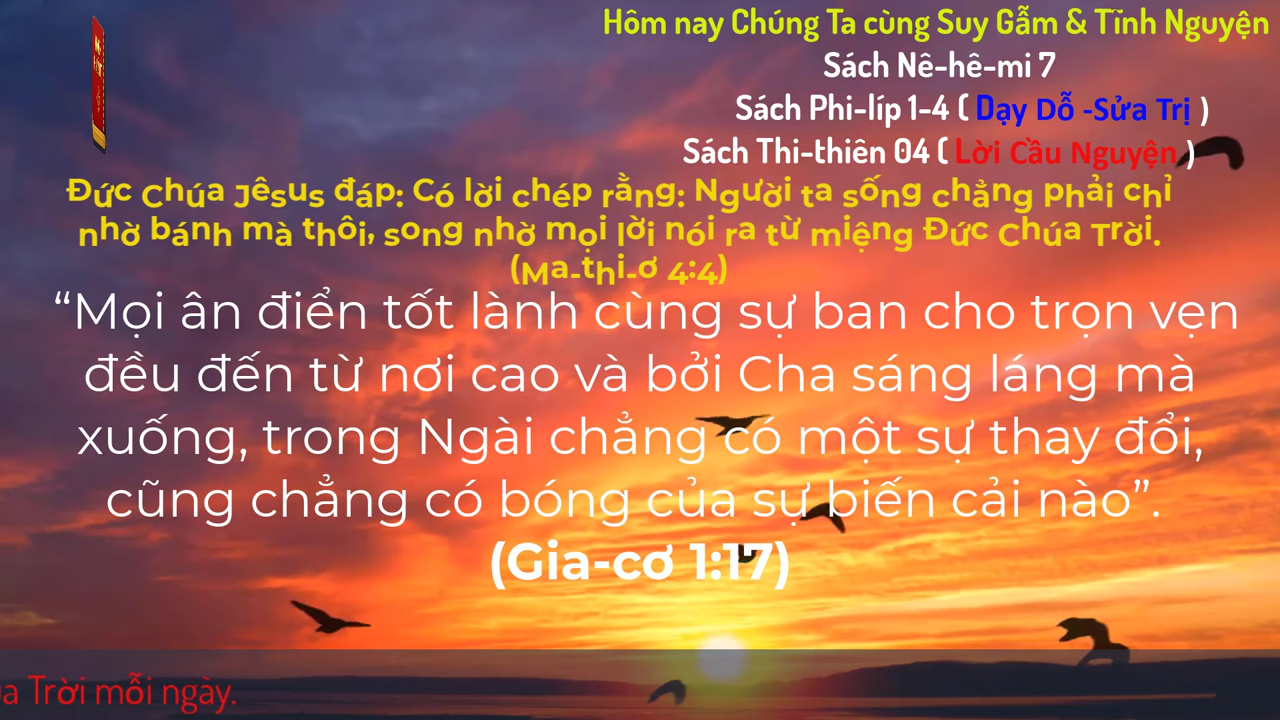 Hôm nay Chúng Ta cùng Suy Gẫm & Tĩnh Nguyện
Sách Nê-hê-mi 7
Sách Phi-líp 1-4 ( Dạy Dỗ -Sửa Trị )
Sách Thi-thiên 04 ( Lời Cầu Nguyện )
Đức Chúa Jêsus đáp: Có lời chép rằng: Người ta sống chẳng phải chỉ
nhờ bánh mà thôi, song nhờ mọi lời nói ra từ miệng Đức Chúa Trời.
(Ma-thi-ơ 4:4)
“Mọi ân điển tốt lành cùng sự ban cho trọn vẹn
đều đến từ nơi cao và bởi Cha sáng láng mà
xuống, trong Ngài chẳng có một sự thay đổi,
cũng chẳng có bóng của sự biến cải nào”.
(Gia-cơ 1:17)
Trời mỗi ngày.